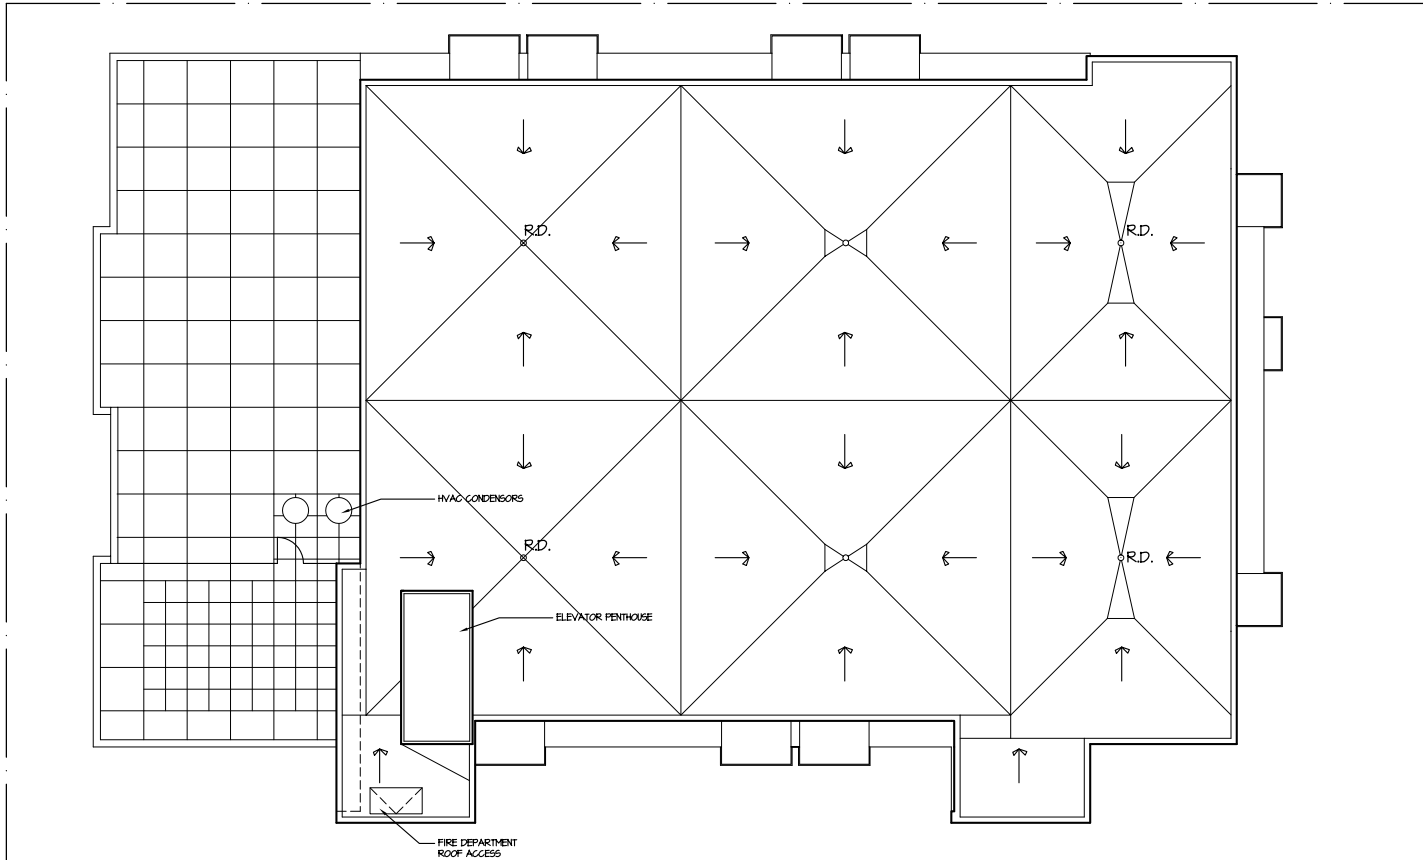 R.D.
R.D.
HVAC CONDENSORS
R.D.
R.D.
ELEVATOR PENTHOUSE
FIRE DEPARTMENT
ROOF ACCESS